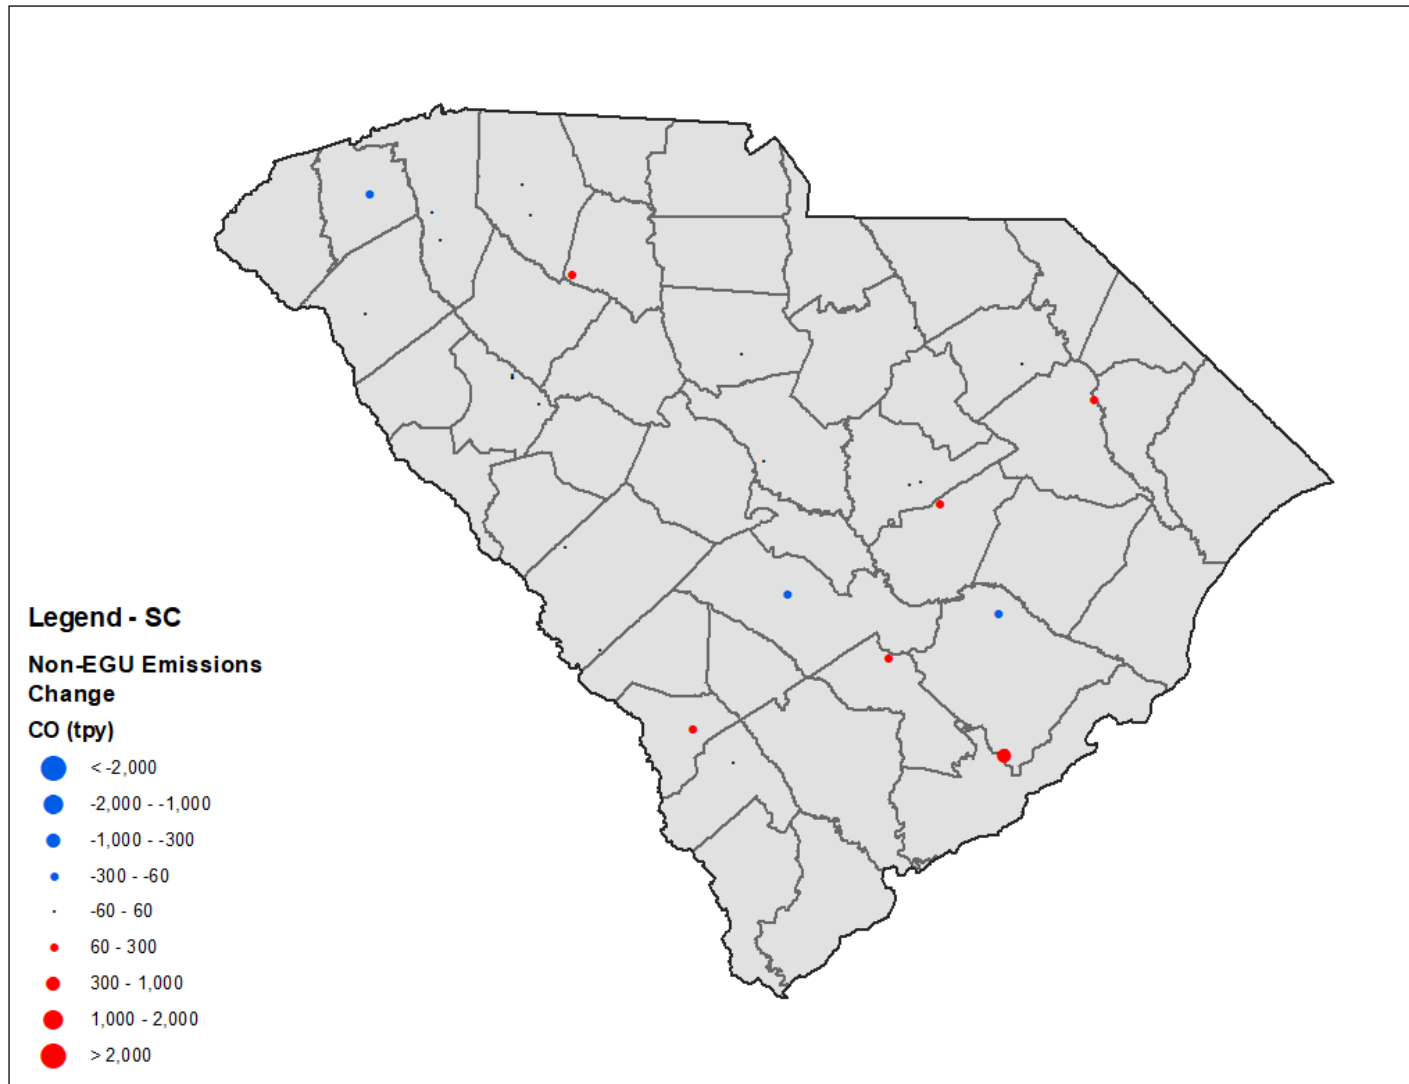 Legend - SC
Non-EGU Emissions
Change
CO (tpy)
< -2,000
-2,000 - -1,000
-1,000 - -300
-300 - -60
-60 - 60
60 - 300
300 - 1,000
1,000 - 2,000
> 2,000